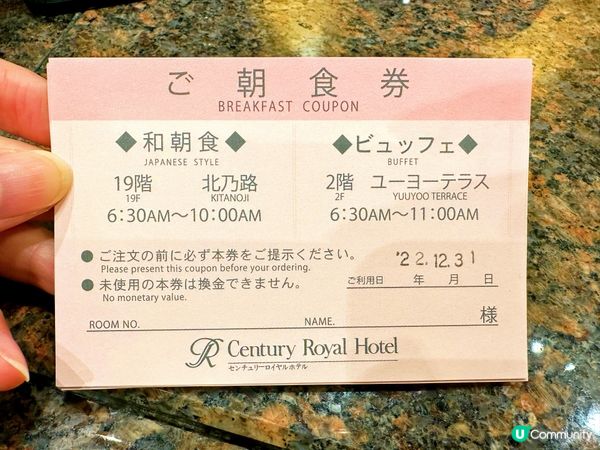 ご朝食券
BREAKFAST COUPON
◆和朝食◆
JAPANESE STYLE
19階 北乃路
19F KITANOJI
6:30AM〜10:00AM
◆ビュッフェ◆
BUFFET
2階 ユーヨーテラス
2F YUUYOO TERRACE
6:30AM〜11:00AM
● ご注文の前に必ず本券をご提示ください。
Please present this coupon before your ordering.
● 未使用の本券は換金できません。
No monetary value.
'22.12.31
ご利用日 年 月 日
ROOM NO. NAME. 様
R Century Royal Hotel
センチュリーロイヤルホテル
U Community